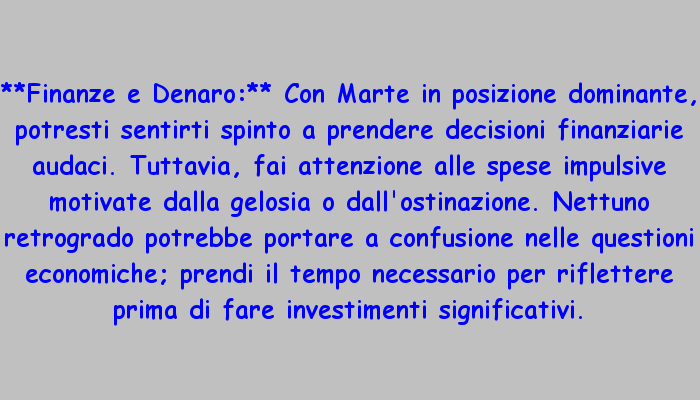 **Finanze e Denaro:** Con Marte in posizione dominante,
potresti sentirti spinto a prendere decisioni finanziarie
audaci. Tuttavia, fai attenzione alle spese impulsive
motivate dalla gelosia o dall'ostinazione. Nettuno
retrogrado potrebbe portare a confusione nelle questioni
economiche; prendi il tempo necessario per riflettere
prima di fare investimenti significativi.